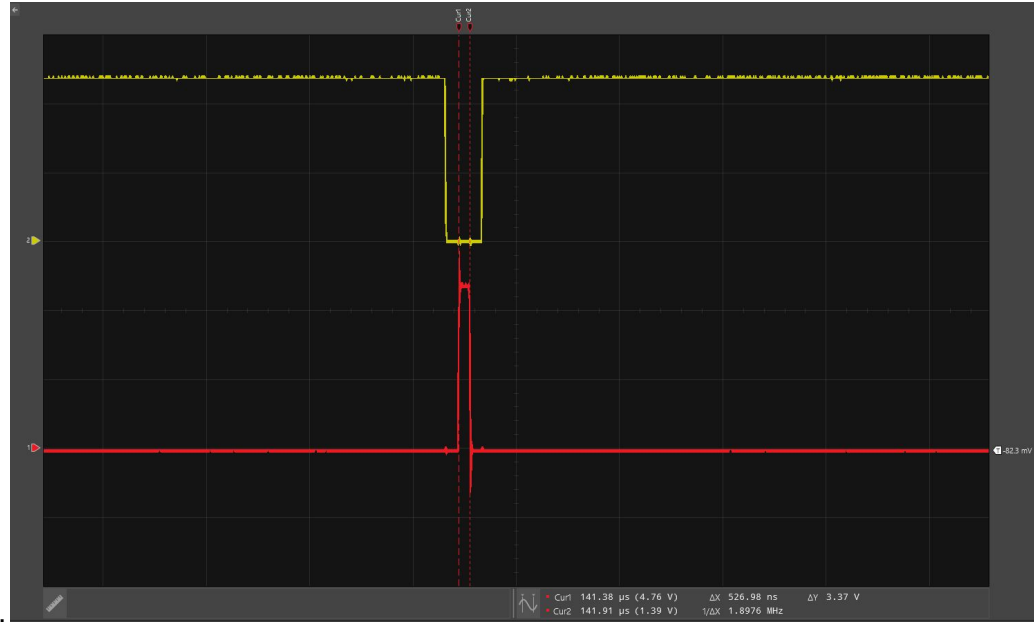 Cur1 Cur2
2
1
T -82.3 mV
Cur1 141.38 µs (4.76 V) ΔX 526.98 ns ΔY 3.37 V
Cur2 141.91 µs (1.39 V) 1/ΔX 1.8976 MHz
.